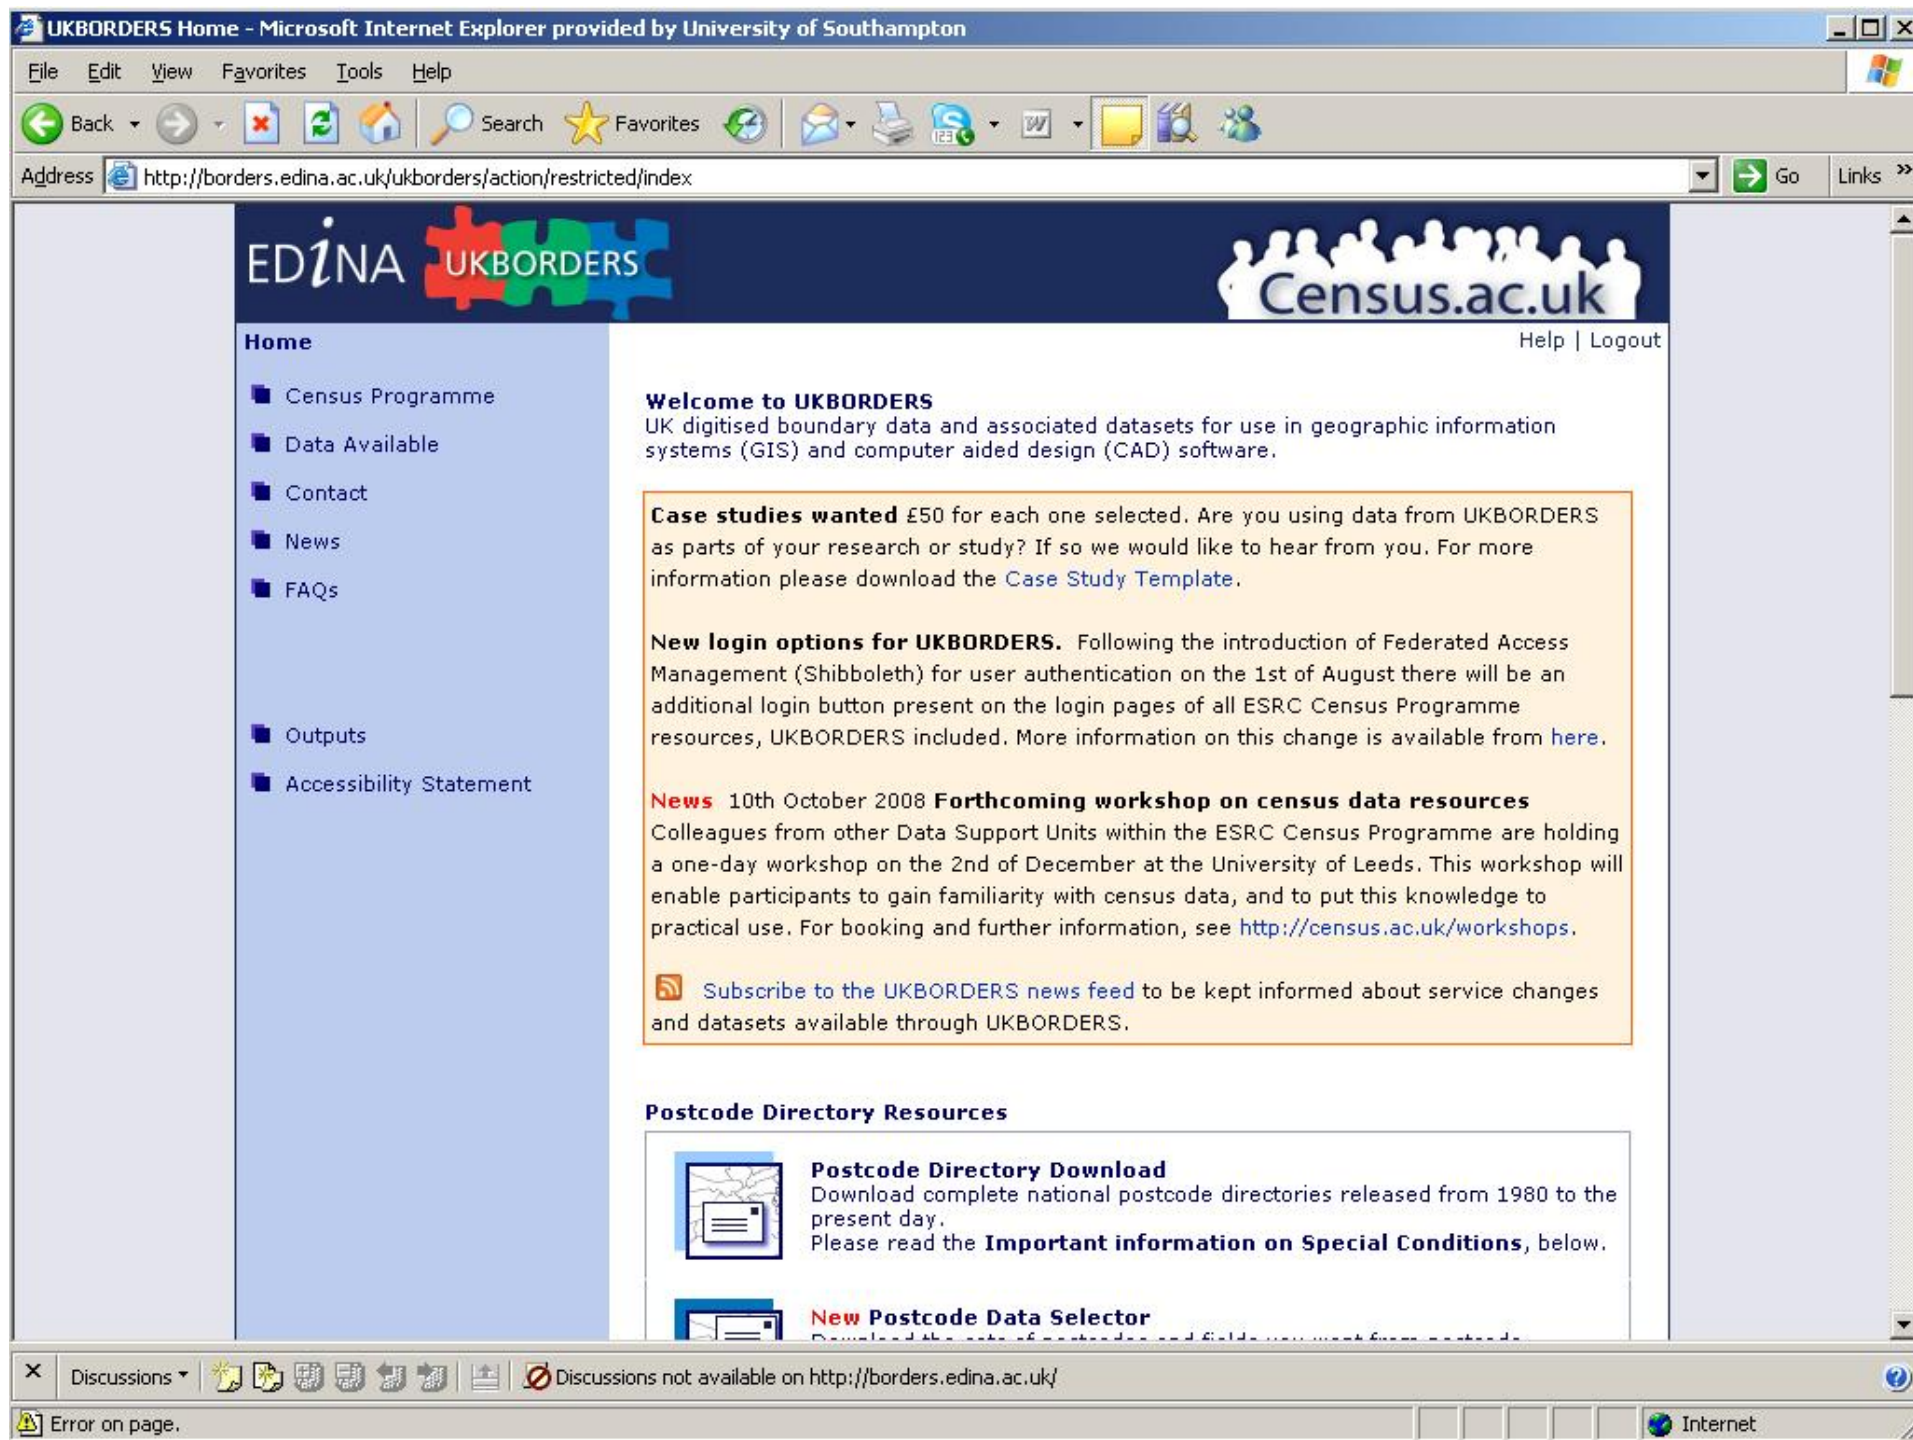 UKBORDERS Home - Microsoft Internet Explorer provided by University of Southampton
File Edit View Favorites Tools Help
Back Search Favorites
Address http://borders.edina.ac.uk/ukborders/action/restricted/index Go Links »
EDINA UKBORDERS Census.ac.uk
Home
Help | Logout
Census Programme
Data Available
Contact
News
FAQs
Outputs
Accessibility Statement
Welcome to UKBORDERS
UK digitised boundary data and associated datasets for use in geographic information
systems (GIS) and computer aided design (CAD) software.
Case studies wanted £50 for each one selected. Are you using data from UKBORDERS
as parts of your research or study? If so we would like to hear from you. For more
information please download the Case Study Template.
New login options for UKBORDERS. Following the introduction of Federated Access
Management (Shibboleth) for user authentication on the 1st of August there will be an
additional login button present on the login pages of all ESRC Census Programme
resources, UKBORDERS included. More information on this change is available from here.
News 10th October 2008 Forthcoming workshop on census data resources
Colleagues from other Data Support Units within the ESRC Census Programme are holding
a one-day workshop on the 2nd of December at the University of Leeds. This workshop will
enable participants to gain familiarity with census data, and to put this knowledge to
practical use. For booking and further information, see http://census.ac.uk/workshops.
Subscribe to the UKBORDERS news feed to be kept informed about service changes
and datasets available through UKBORDERS.
Postcode Directory Resources
Postcode Directory Download
Download complete national postcode directories released from 1980 to the
present day.
Please read the Important information on Special Conditions, below.
New Postcode Data Selector
Discussions Discussions not available on http://borders.edina.ac.uk/
Error on page. Internet